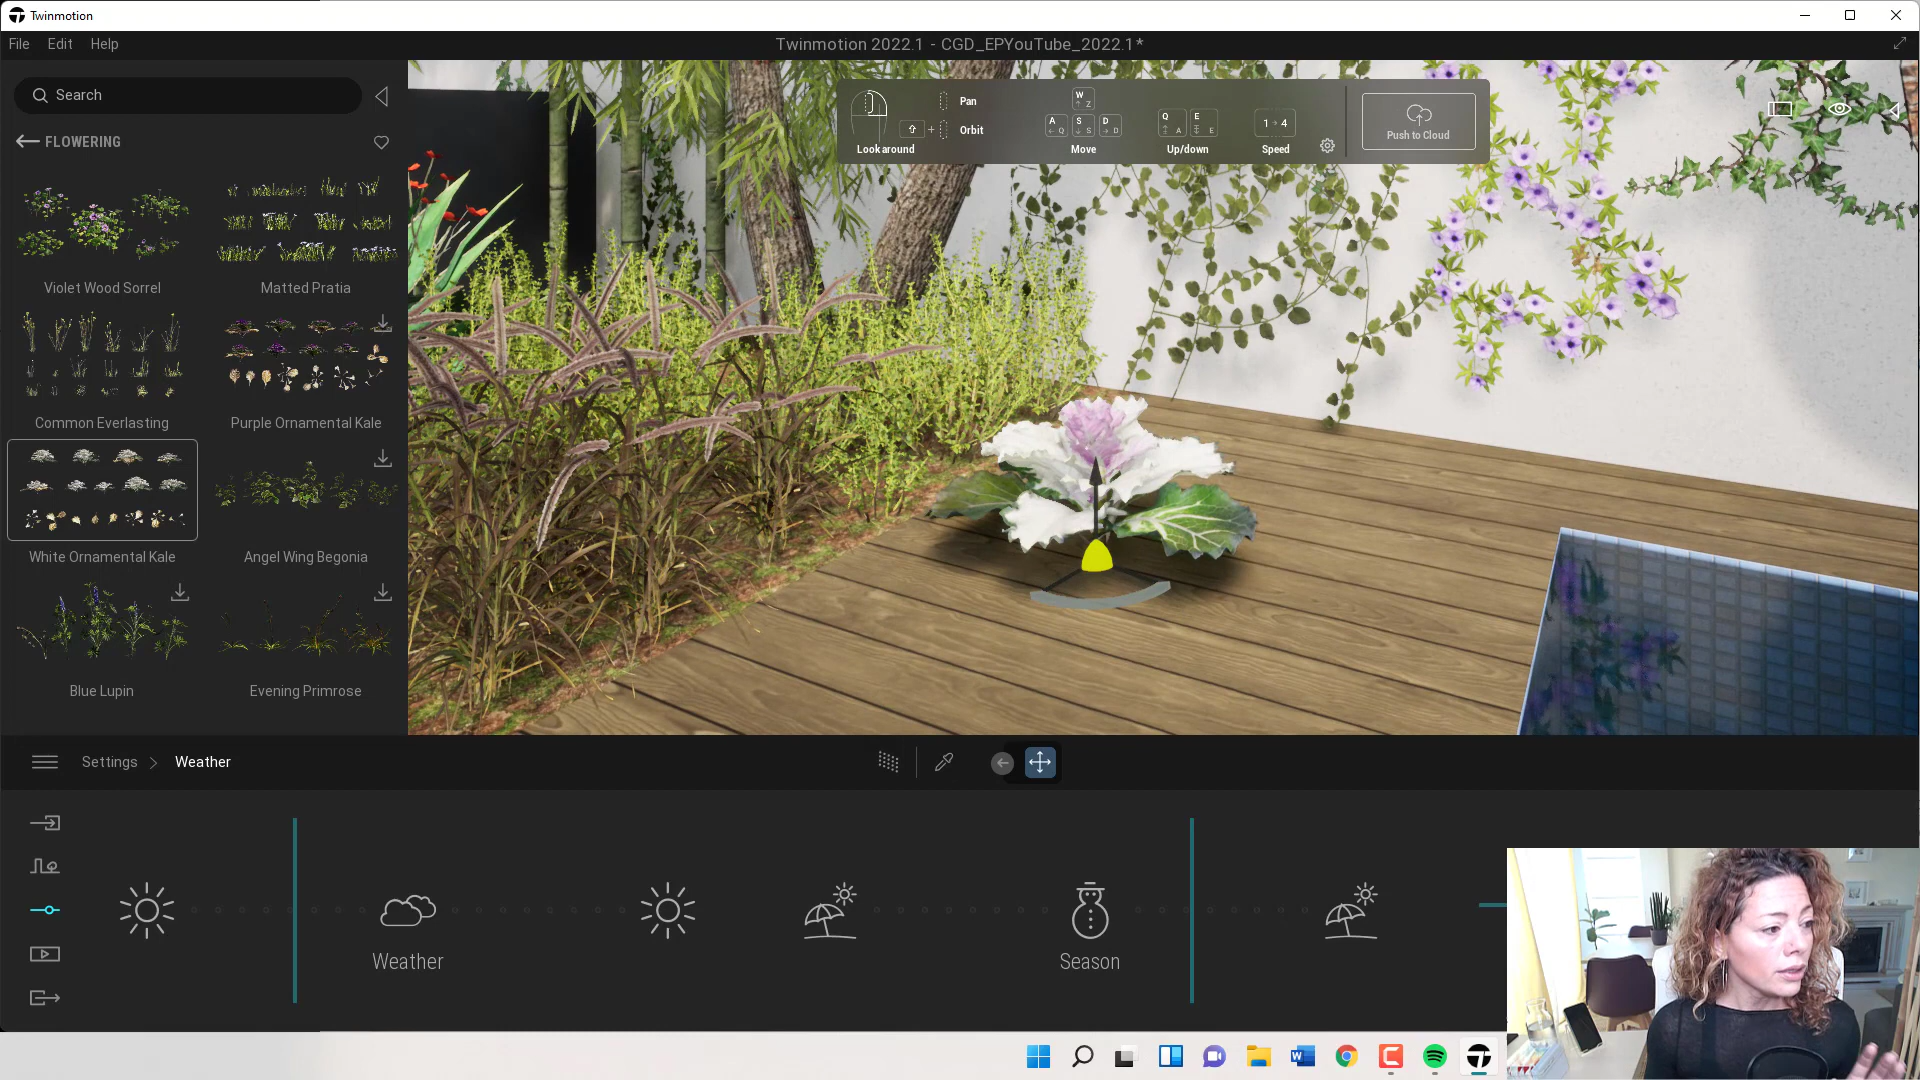 Twinmotion
File Edit Help
Twinmotion 2022.1 - CGD_EPYouTube_2022.1*
Search
FLOWERING
Violet Wood Sorrel
Matted Pratia
Common Everlasting
Purple Ornamental Kale
White Ornamental Kale
Angel Wing Begonia
Blue Lupin
Evening Primrose
Look around
Pan
Orbit
W
Z
A
Q
S
S
D
D
Move
Q
A
E
E
Up/down
1 4
Speed
Push to Cloud
Settings
Weather
Weather
Season